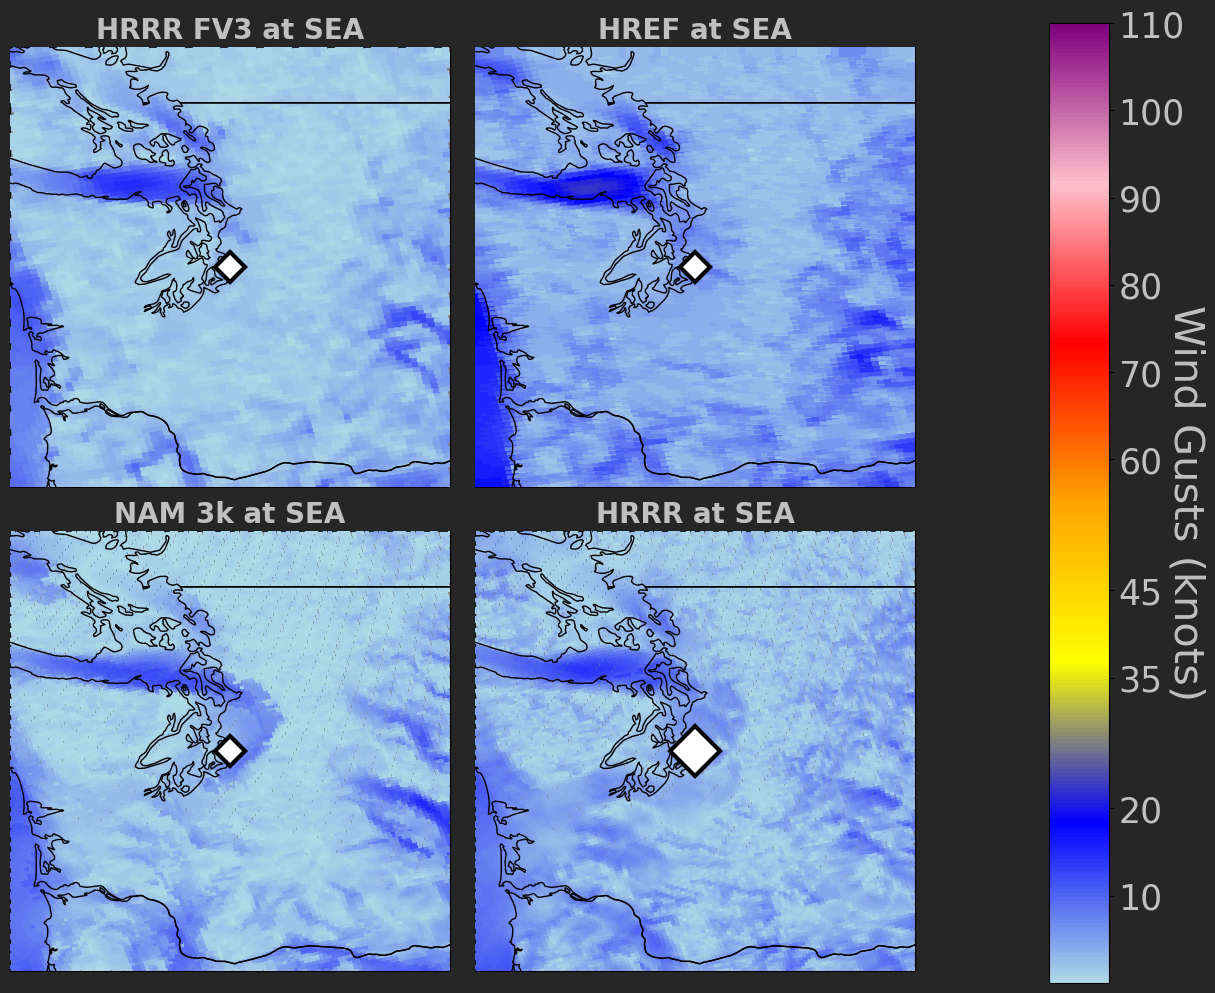 HRRR FV3 at SEA
HREF at SEA
NAM 3k at SEA
HRRR at SEA
110
100
90
80
70
60
45
35
20
10
Wind Gusts (knots)